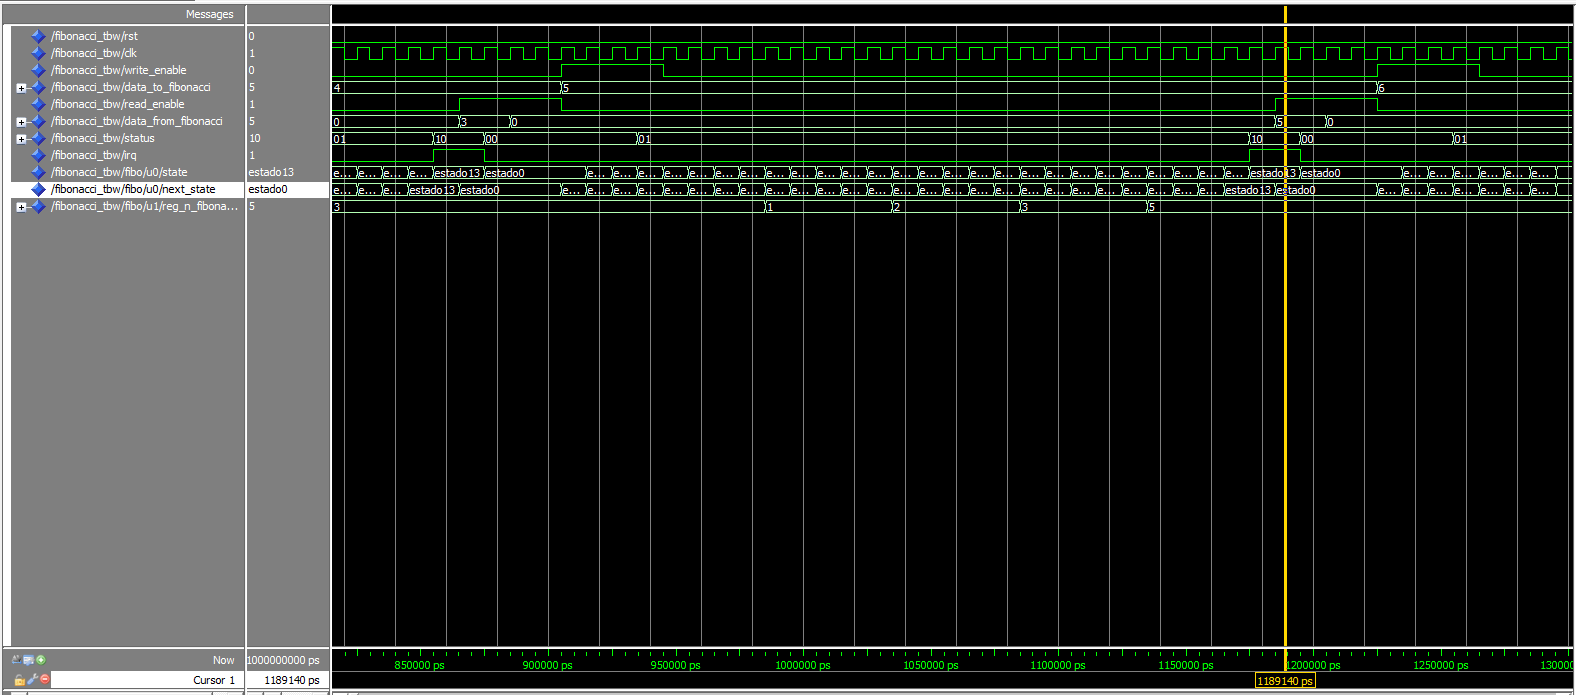 Messages
/fibonacci_tbw/rst 0
/fibonacci_tbw/clk 1
/fibonacci_tbw/write_enable 0
/fibonacci_tbw/data_to_fibonacci 5 4 5 6
/fibonacci_tbw/read_enable 1
/fibonacci_tbw/data_from_fibonacci 5 0 3 0 5 0
/fibonacci_tbw/status 10 01 10 00 01 10 00 01
/fibonacci_tbw/irq 1
/fibonacci_tbw/fibo/u0/state estado13 e... e... e... e... estado13 estado0 e... e... e... e... e... e... e... e... e... e... e... e... e... e... e... e... e... e... e... e... e... e... e... e... e... e... estado13 estado0 e... e... e... e... e... e...
/fibonacci_tbw/fibo/u0/next_state estado0 e... e... e... estado13 estado0 e... e... e... e... e... e... e... e... e... e... e... e... e... e... e... e... e... e... e... e... e... e... e... e... e... e... estado13 estado0 e... e... e... e... e... e... e...
/fibonacci_tbw/fibo/u1/reg_n_fibona... 5 3 1 2 3 5
Now 1000000000 ps 850000 ps 900000 ps 950000 ps 1000000 ps 1050000 ps 1100000 ps 1150000 ps 1200000 ps 1250000 ps 130000
Cursor 1 1189140 ps 1189140 ps